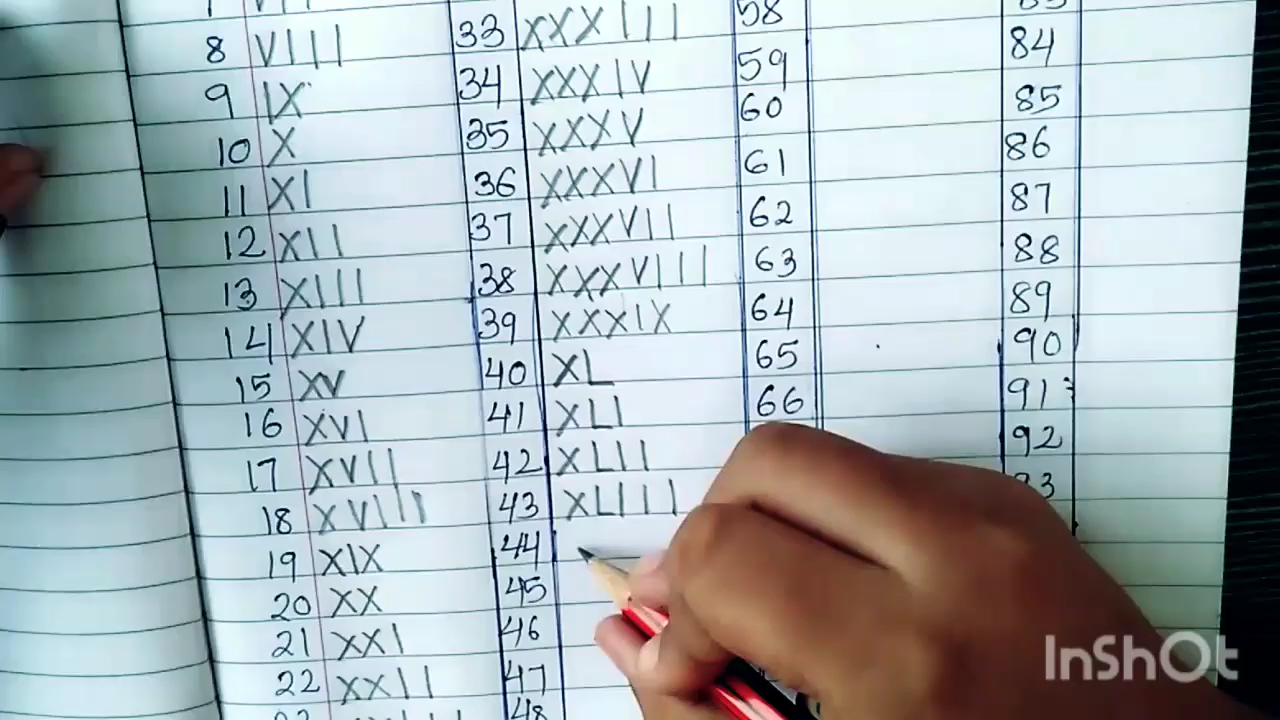 VII 33 XXXIII 58
8 VIII 34 XXXIV 59 84
9 IX 35 XXXV 60 85
10 X 36 XXXVI 61 86
11 XI 37 XXXVII 62 87
12 XII 38 XXXVIII 63 88
13 XIII 39 XXXIX 64 89
14 XIV 40 XL 65 90
15 XV 41 XLI 66 91
16 XVI 42 XLII 92
17 XVII 43 XLIII
18 XVIII 44
19 XIX 45
20 XX 46
21 XXI 47
22 XXII 48
InShOt